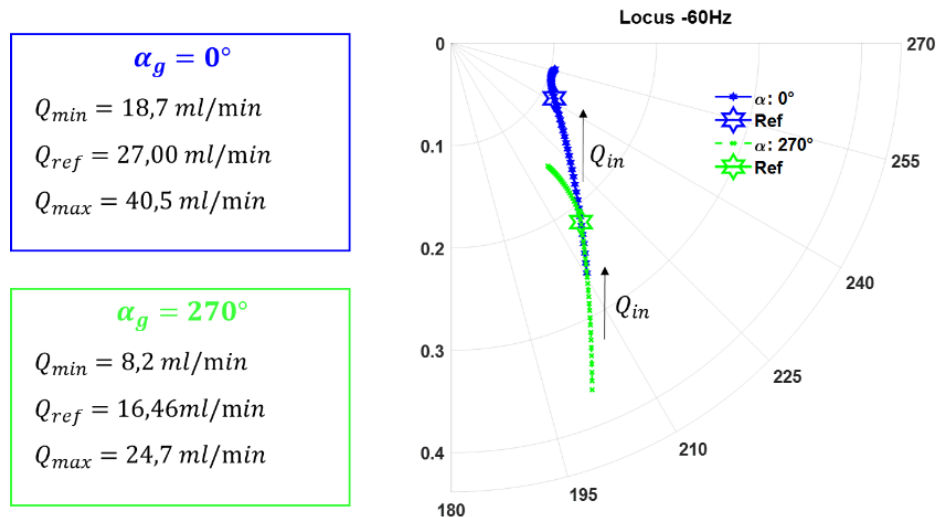 α_g = 0°
Q_min = 18,7 ml/min
Q_ref = 27,00 ml/min
Q_max = 40,5 ml/min
α_g = 270°
Q_min = 8,2 ml/min
Q_ref = 16,46ml/min
Q_max = 24,7 ml/min
Locus -60Hz
0
0.1
0.2
0.3
0.4
180
195
210
225
240
255
270
α: 0°
Ref
α: 270°
Ref
Q_in
Q_in